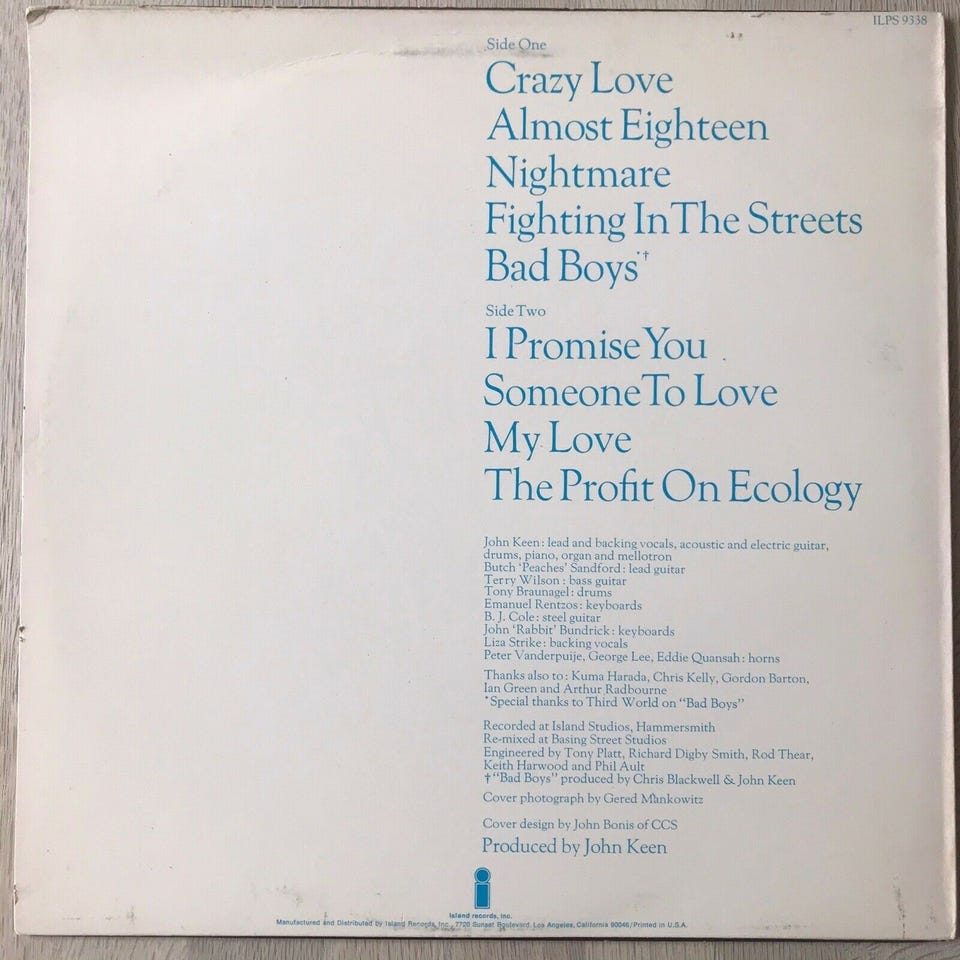 ILPS 9338
Side One
Crazy Love
Almost Eighteen
Nightmare
Fighting In The Streets
Bad Boys*†
Side Two
I Promise You
Someone To Love
My Love
The Profit On Ecology
John Keen: lead and backing vocals, acoustic and electric guitar,
drums, piano, organ and mellotron
Butch 'Peaches' Sandford: lead guitar
Terry Wilson: bass guitar
Tony Braunagel: drums
Emanuel Rentzos: keyboards
B. J. Cole: steel guitar
John 'Rabbit' Bundrick: keyboards
Liza Strike: backing vocals
Peter Vanderpuije, George Lee, Eddie Quansah: horns
Thanks also to: Kuma Harada, Chris Kelly, Gordon Barton,
Ian Green and Arthur Radbourne
*Special thanks to Third World on "Bad Boys"
Recorded at Island Studios, Hammersmith
Re-mixed at Basing Street Studios
Engineered by Tony Platt, Richard Digby Smith, Rod Thear,
Keith Harwood and Phil Ault
†"Bad Boys" produced by Chris Blackwell & John Keen
Cover photograph by Gered Mankowitz
Cover design by John Bonis of CCS
Produced by John Keen
Island records, inc.
Manufactured and Distributed by Island Records, Inc., 7720 Sunset Boulevard, Los Angeles, California 90046/Printed in U.S.A.